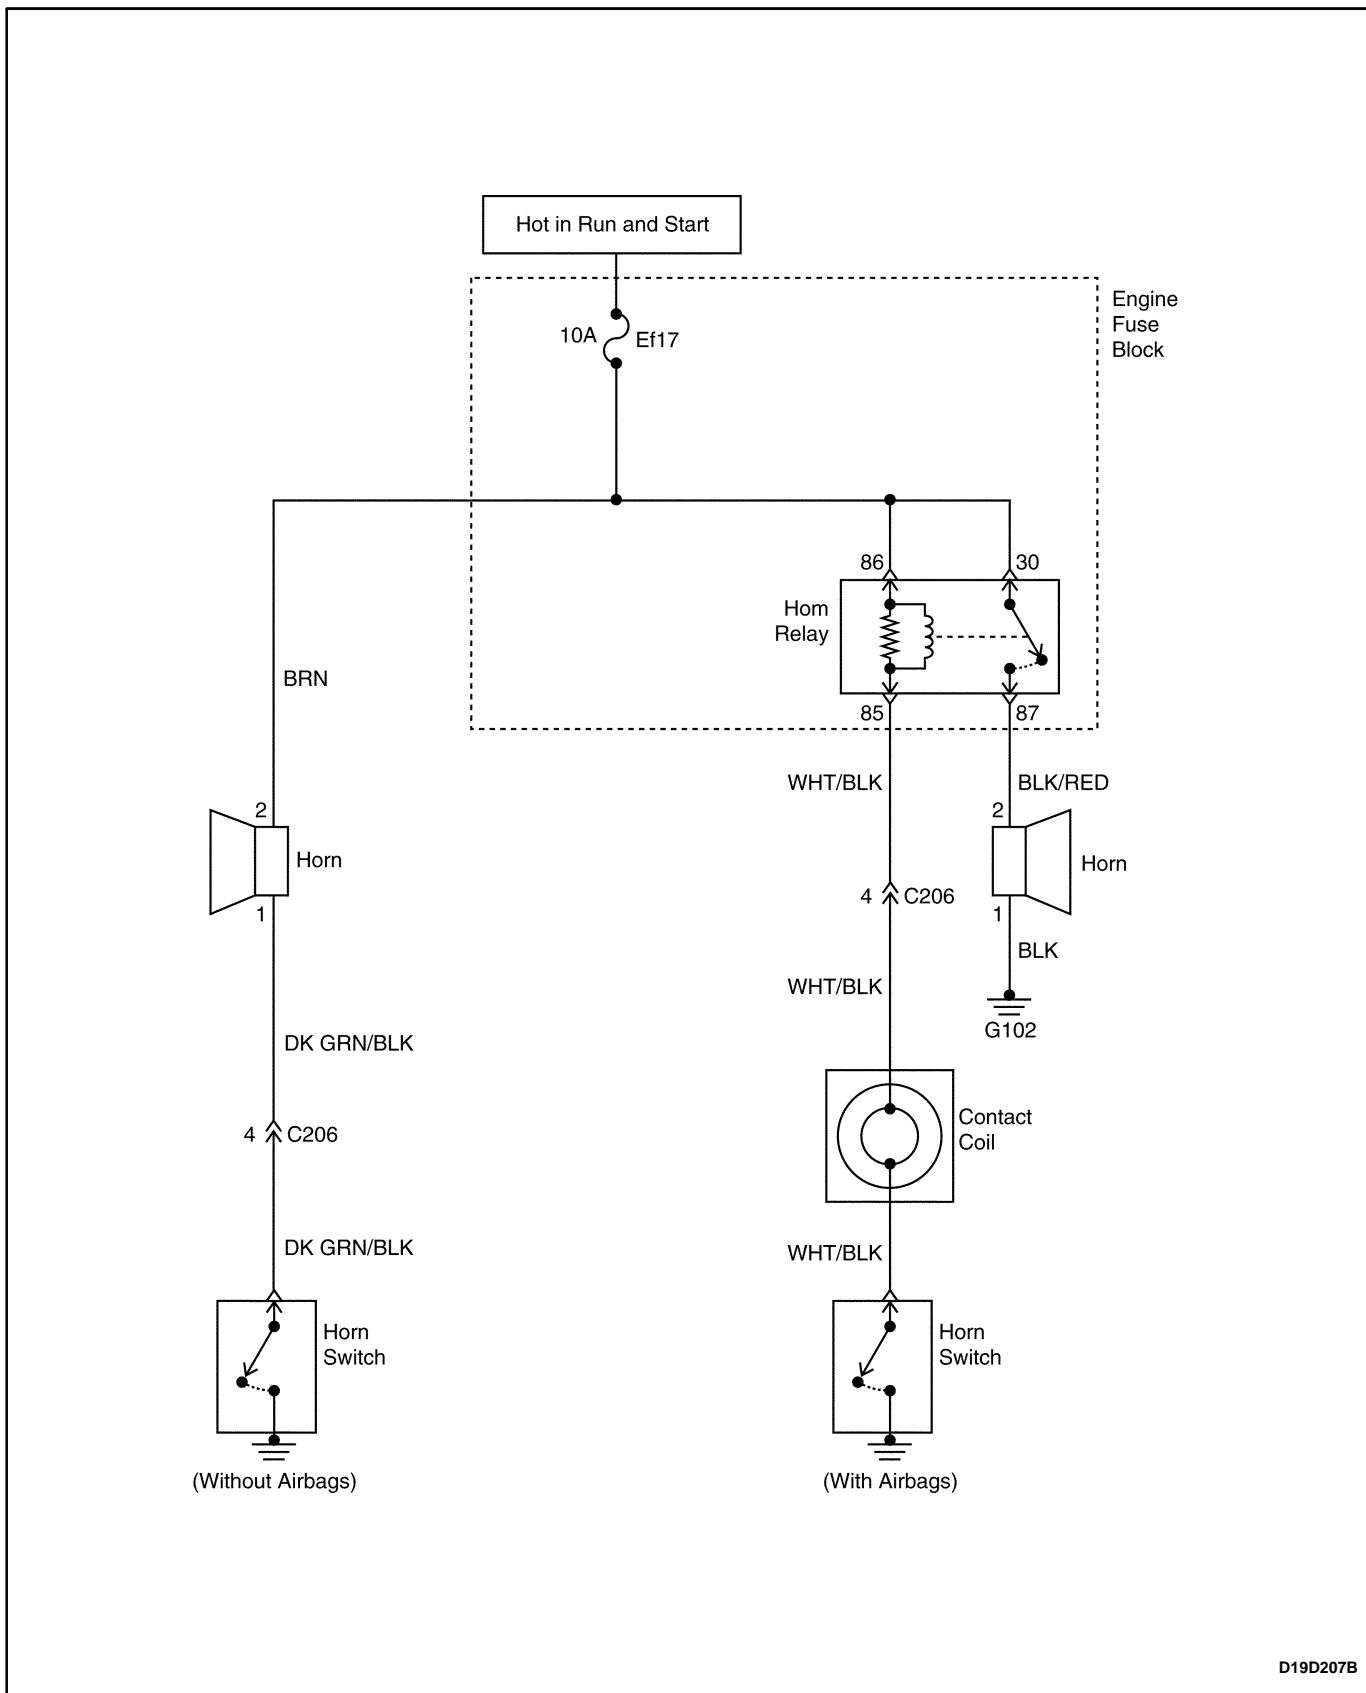 Hot in Run and Start
Engine
Fuse
Block
10A
Ef17
86
30
Hom
Relay
BRN
85
87
WHT/BLK
BLK/RED
2
2
Horn
Horn
4
C206
1
1
BLK
WHT/BLK
G102
DK GRN/BLK
Contact
Coil
4
C206
DK GRN/BLK
WHT/BLK
Horn
Switch
Horn
Switch
(Without Airbags)
(With Airbags)
D19D207B